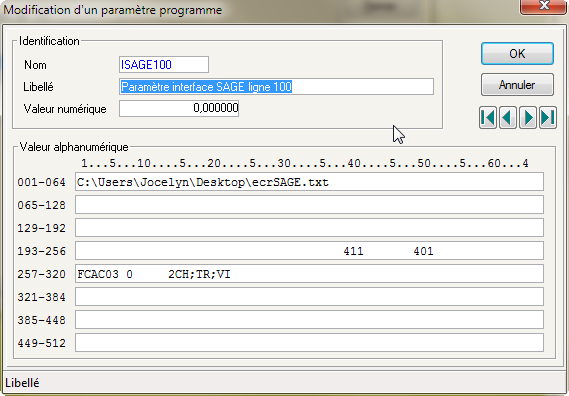 Modification d'un paramètre programme
Identification
Nom ISAGE100
Libellé Paramètre interface SAGE ligne 100
Valeur numérique 0,000000
OK
Annuler
Valeur alphanumérique
1...5...10....5...20....5...30....5...40....5...50....5...60...4
001-064 C:\Users\Jocelyn\Desktop\ecrSAGE.txt
065-128
129-192
193-256 411 401
257-320 FCAC03 0 2CH;TR;VI
321-384
385-448
449-512
Libellé